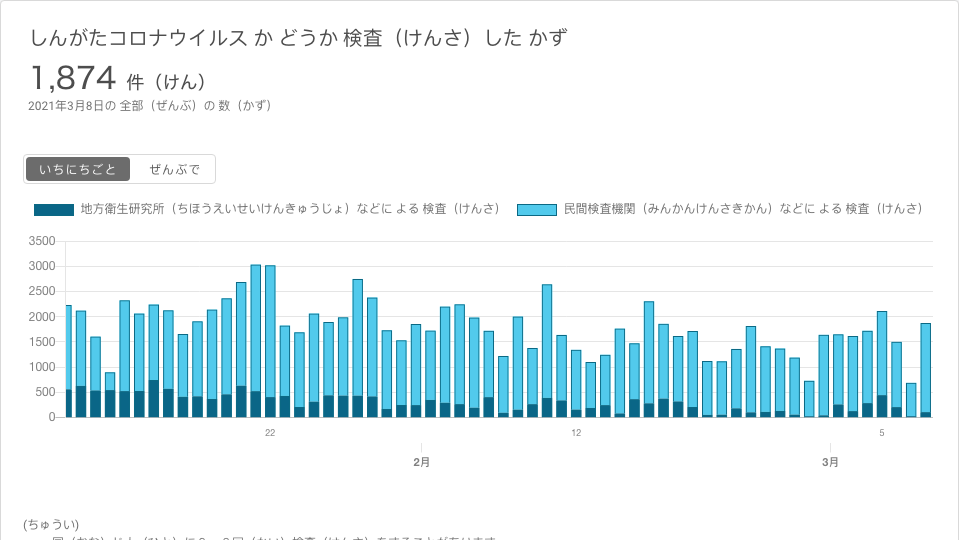 しんがたコロナウイルス か どうか 検査（けんさ）した かず
1,874 件（けん）
2021年3月8日の 全部（ぜんぶ）の 数（かず）
いちにちごと ぜんぶで
地方衛生研究所（ちほうえいせいけんきゅうじょ）などに よる 検査（けんさ） 民間検査機関（みんかんけんさきかん）などに よる 検査（けんさ）
3500
3000
2500
2000
1500
1000
500
0
22 12 5
2月 3月
(ちゅうい)